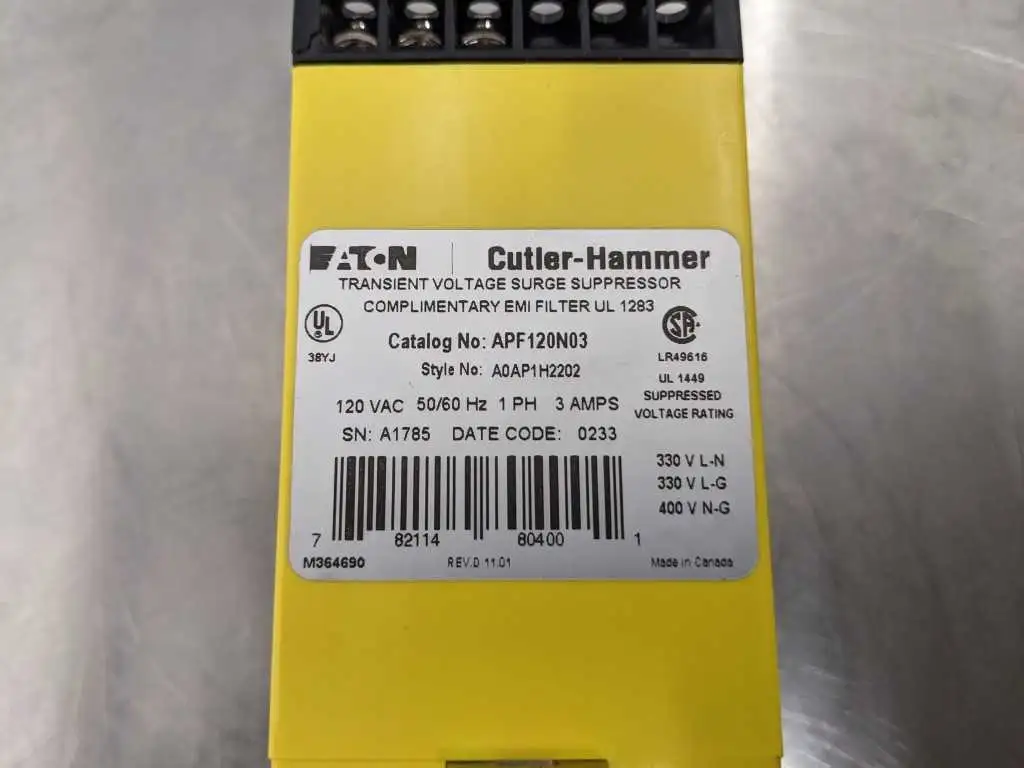 EATON | Cutler-Hammer
TRANSIENT VOLTAGE SURGE SUPPRESSOR
COMPLIMENTARY EMI FILTER UL 1283
UL
38YJ
Catalog No: APF120N03
Style No: A0AP1H2202
120 VAC 50/60 Hz 1 PH 3 AMPS
SN: A1785 DATE CODE: 0233
SA
LR49616
UL 1449
SUPPRESSED
VOLTAGE RATING
330 V L-N
330 V L-G
400 V N-G
7 82114 80400 1
M364690 REV.D 11.01 Made in Canada